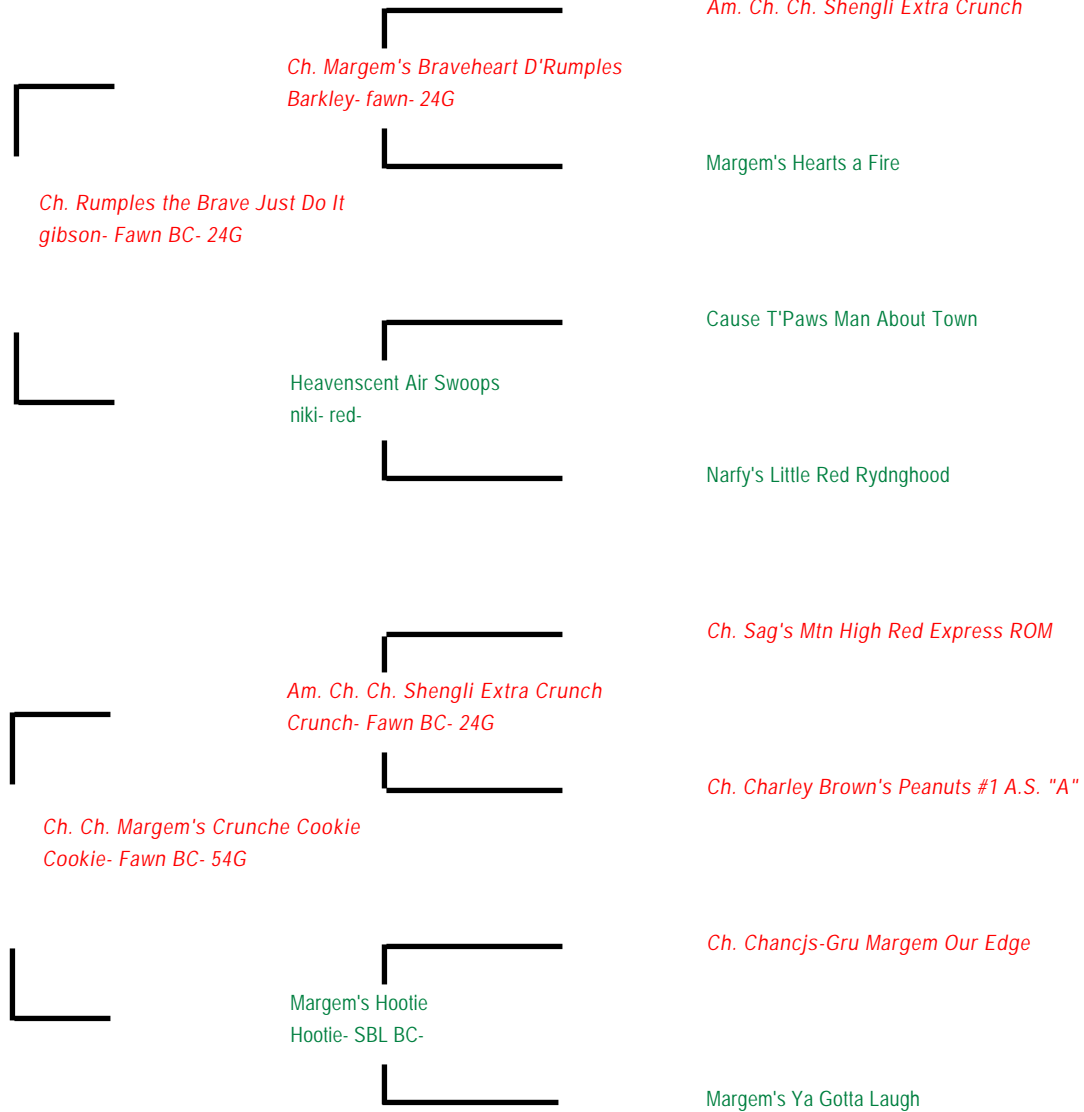 Am. Ch. Ch. Shengli Extra Crunch
Ch. Margem's Braveheart D'Rumples
Barkley- fawn- 24G
Margem's Hearts a Fire
Ch. Rumples the Brave Just Do It
gibson- Fawn BC- 24G
Cause T'Paws Man About Town
Heavenscent Air Swoops
niki- red-
Narfy's Little Red Rydnghood
Ch. Sag's Mtn High Red Express ROM
Am. Ch. Ch. Shengli Extra Crunch
Crunch- Fawn BC- 24G
Ch. Charley Brown's Peanuts #1 A.S. "A"
Ch. Ch. Margem's Crunche Cookie
Cookie- Fawn BC- 54G
Ch. Chancjs-Gru Margem Our Edge
Margem's Hootie
Hootie- SBL BC-
Margem's Ya Gotta Laugh